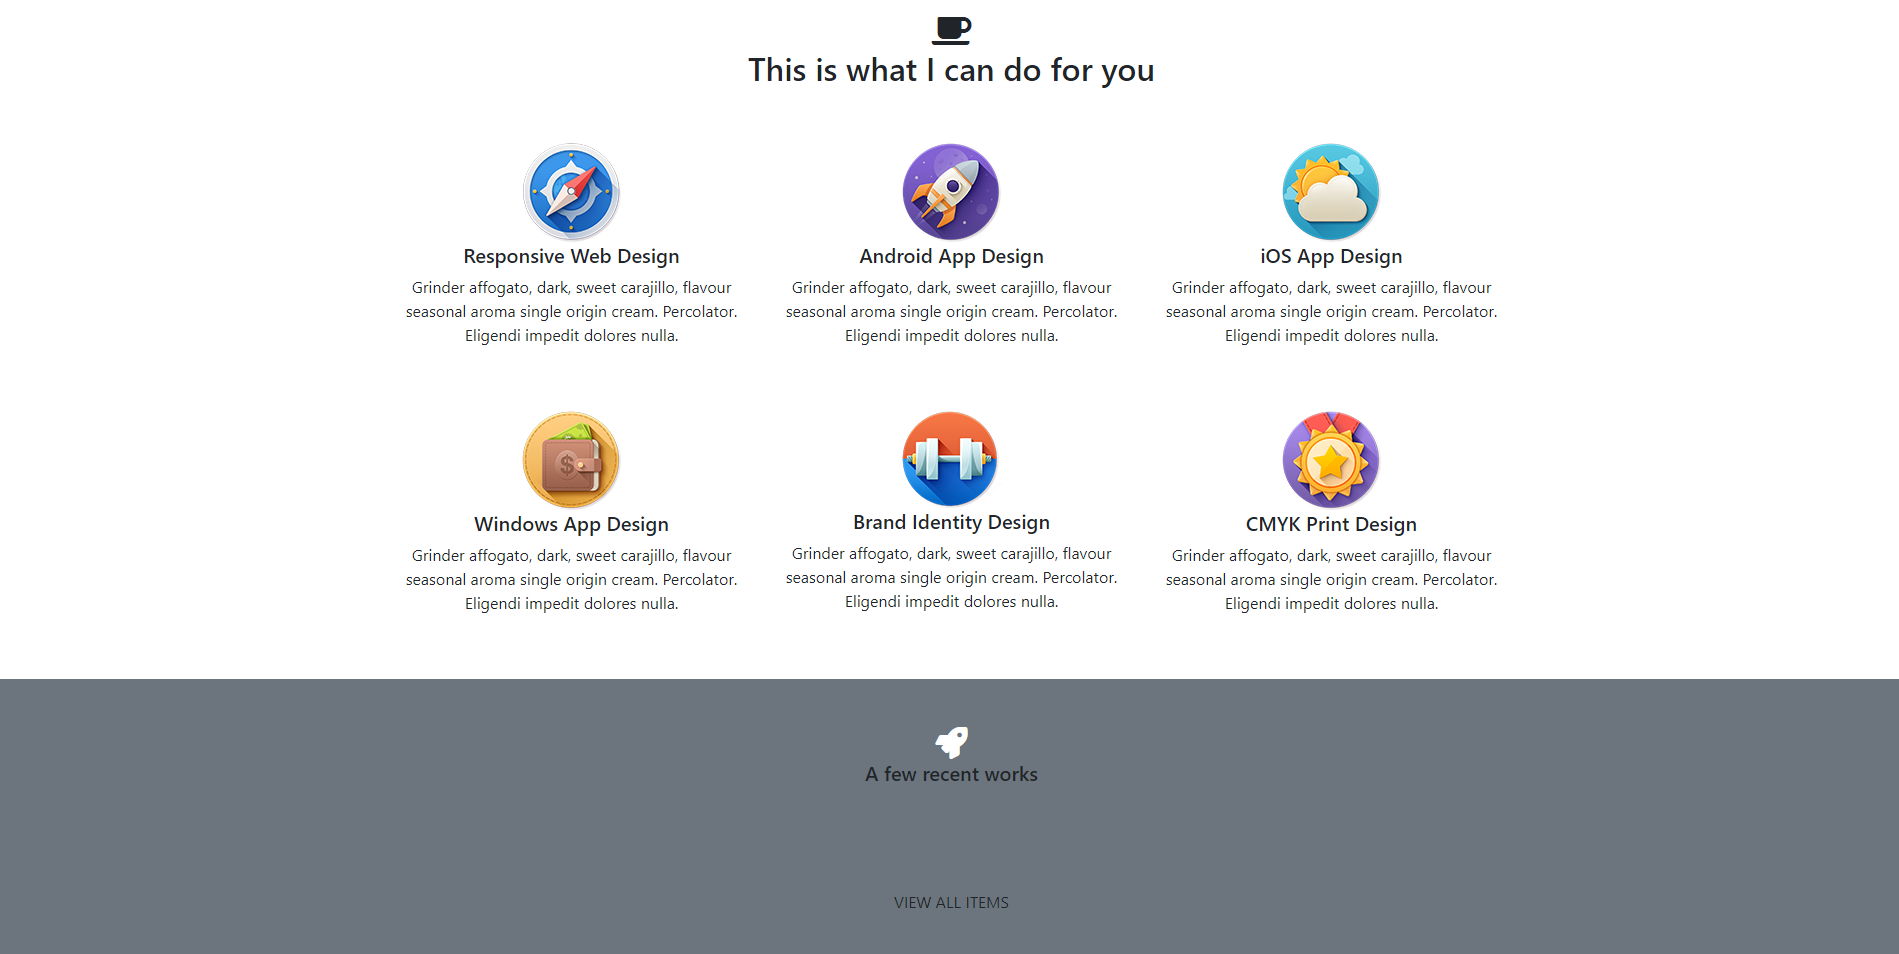 This is what I can do for you
Responsive Web Design
Grinder affogato, dark, sweet carajillo, flavour
seasonal aroma single origin cream. Percolator.
Eligendi impedit dolores nulla.
Android App Design
Grinder affogato, dark, sweet carajillo, flavour
seasonal aroma single origin cream. Percolator.
Eligendi impedit dolores nulla.
iOS App Design
Grinder affogato, dark, sweet carajillo, flavour
seasonal aroma single origin cream. Percolator.
Eligendi impedit dolores nulla.
$
Windows App Design
Grinder affogato, dark, sweet carajillo, flavour
seasonal aroma single origin cream. Percolator.
Eligendi impedit dolores nulla.
Brand Identity Design
Grinder affogato, dark, sweet carajillo, flavour
seasonal aroma single origin cream. Percolator.
Eligendi impedit dolores nulla.
CMYK Print Design
Grinder affogato, dark, sweet carajillo, flavour
seasonal aroma single origin cream. Percolator.
Eligendi impedit dolores nulla.
A few recent works
VIEW ALL ITEMS